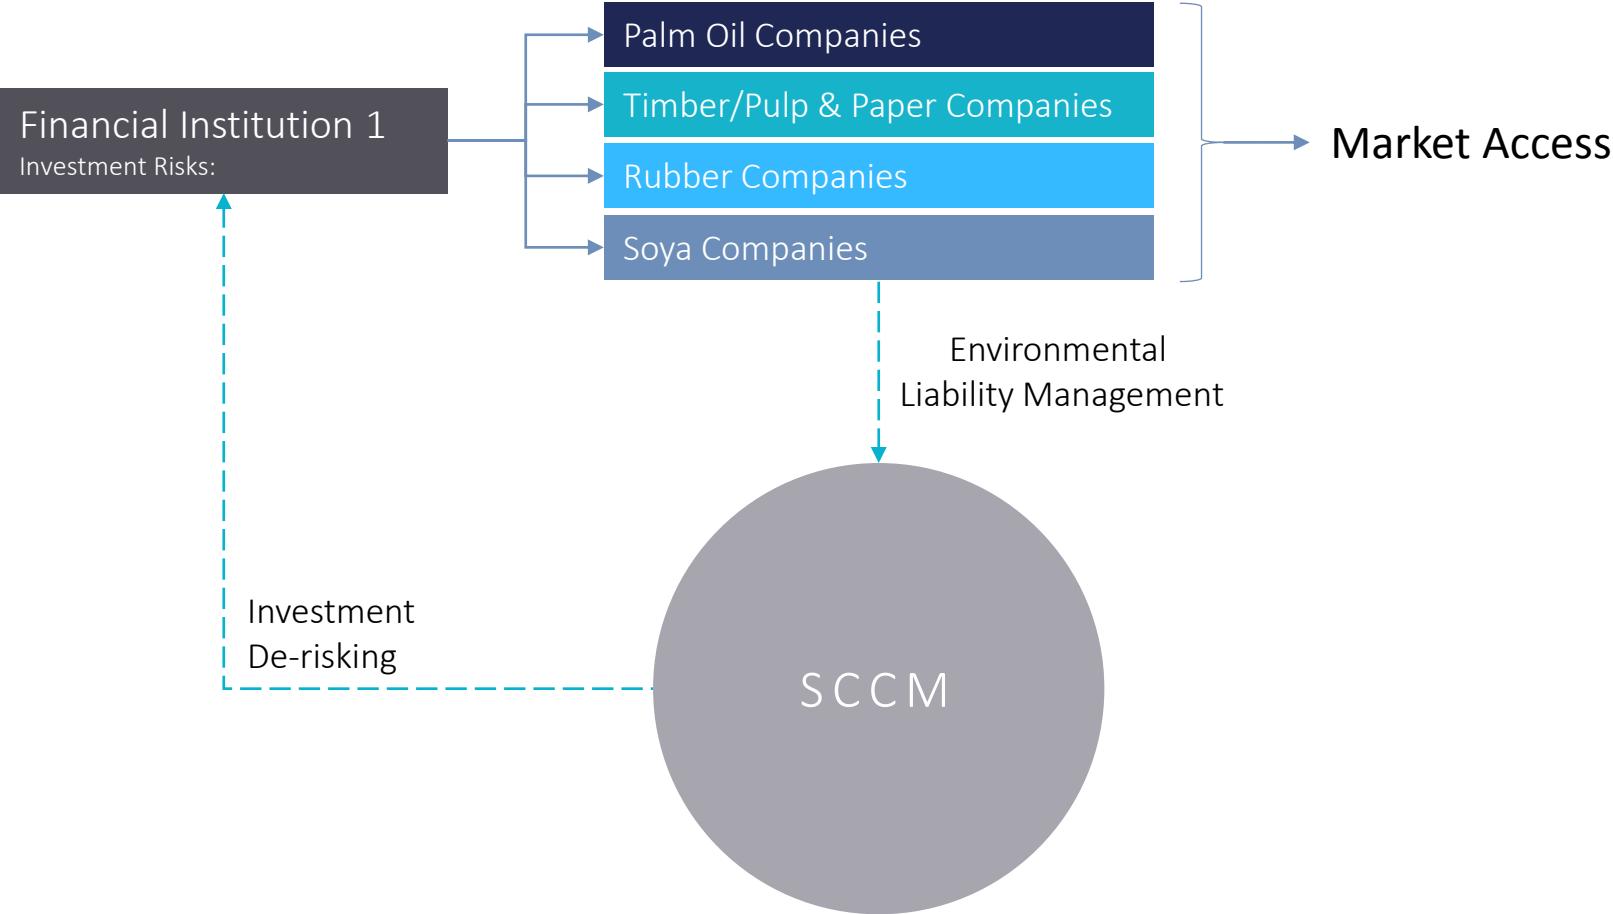 Palm Oil Companies
Financial Institution 1
Investment Risks:
Timber/Pulp & Paper Companies
Rubber Companies
Soya Companies
Market Access
Environmental
Liability Management
Investment
De-risking
SCCM